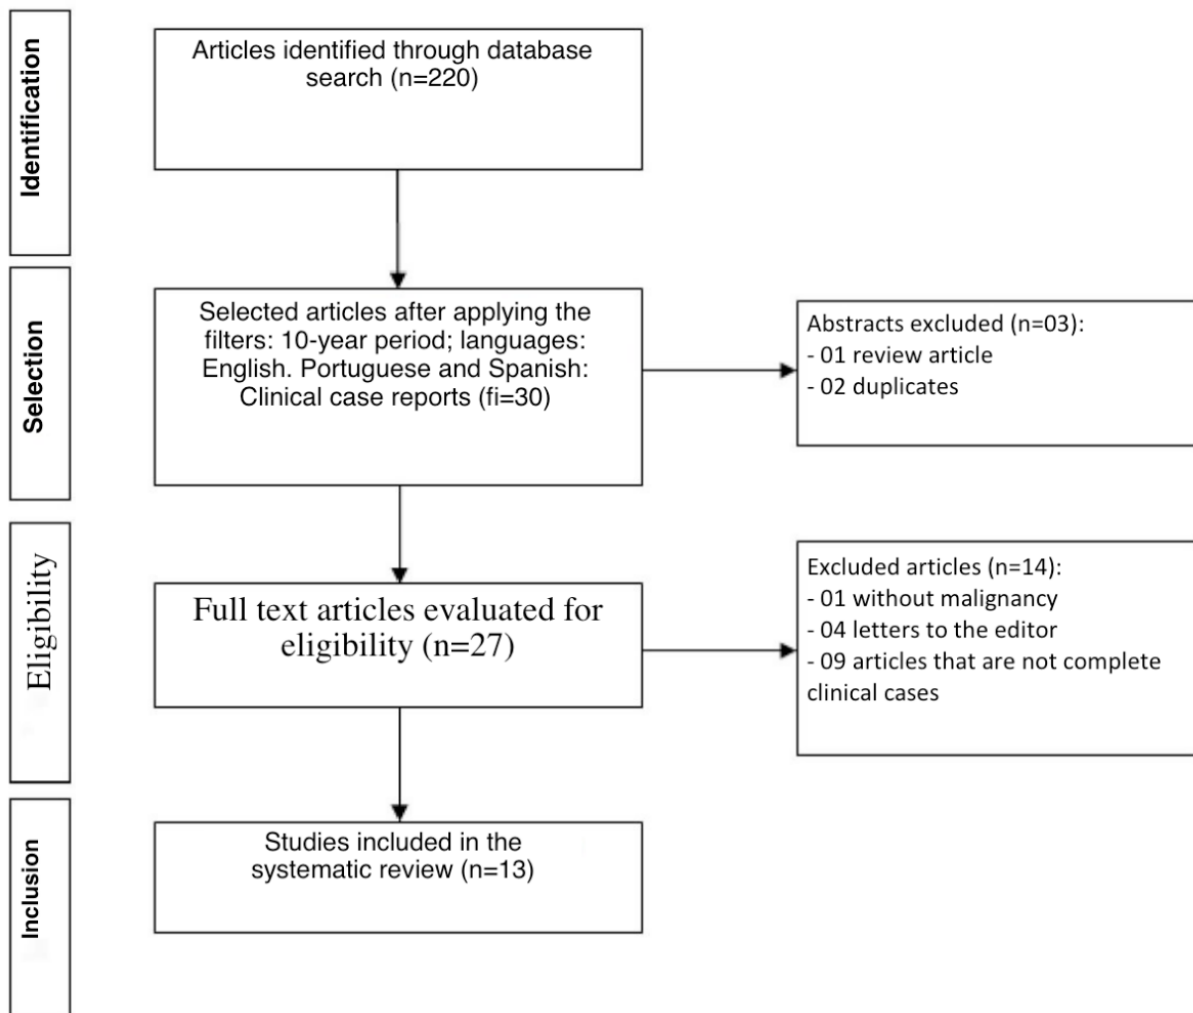 Identification
Articles identified through database
search (n=220)
Selection
Selected articles after applying the
filters: 10-year period; languages:
English. Portuguese and Spanish:
Clinical case reports (fi=30)
Abstracts excluded (n=03):
- 01 review article
- 02 duplicates
Eligibility
Full text articles evaluated for
eligibility (n=27)
Excluded articles (n=14):
- 01 without malignancy
- 04 letters to the editor
- 09 articles that are not complete
clinical cases
Inclusion
Studies included in the
systematic review (n=13)